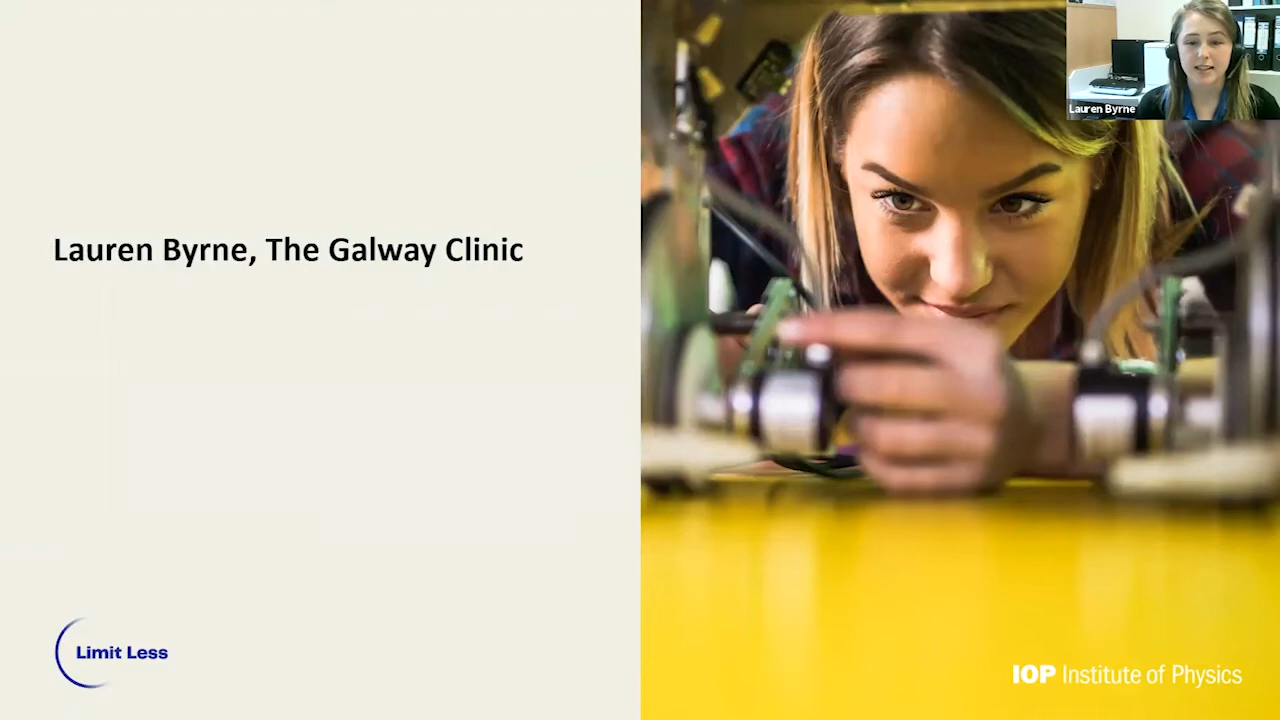 Lauren Byrne
Lauren Byrne, The Galway Clinic
Limit Less
IOP Institute of Physics